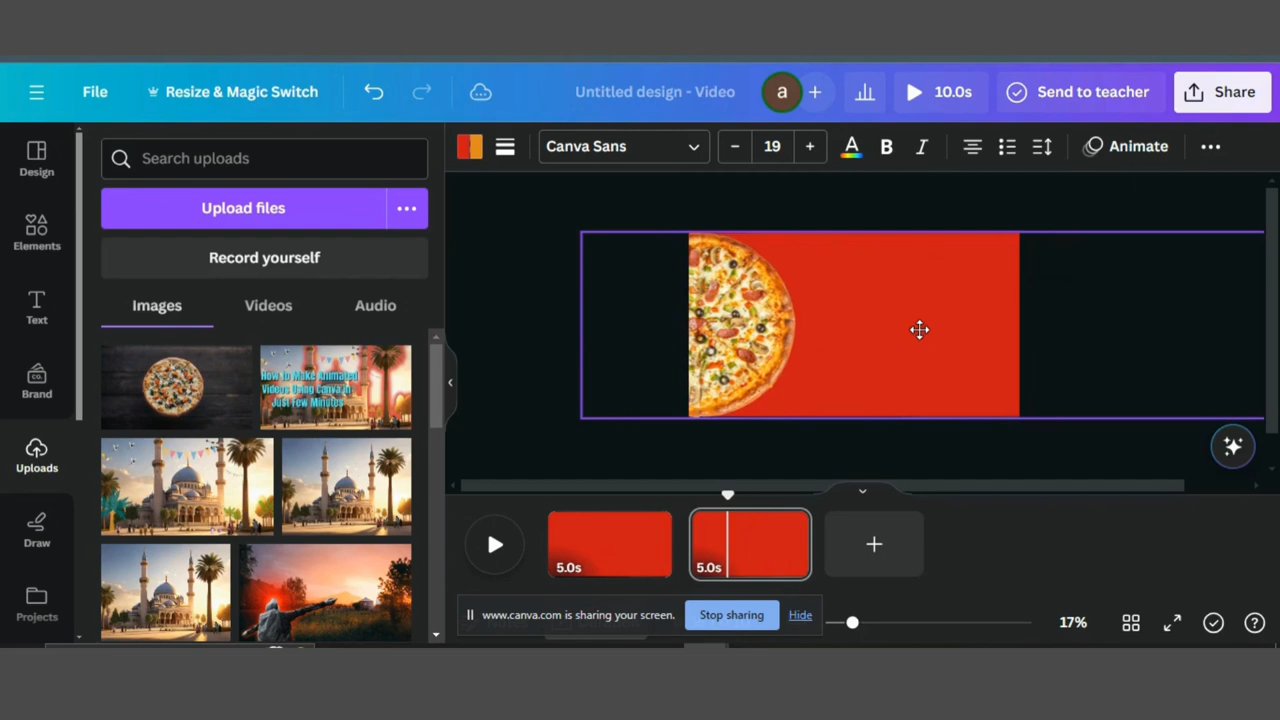 File
Resize & Magic Switch
Untitled design - Video
a
10.0s
Send to teacher
Share
Design
Elements
Text
Brand
CO.
Uploads
Draw
Projects
Search uploads
Upload files
Record yourself
Images
Videos
Audio
How to Make Animated
Videos Using Canva in
Just Few Minutes
Canva Sans
19
A
B
I
Animate
5.0s
5.0s
www.canva.com is sharing your screen.
Stop sharing
Hide
17%